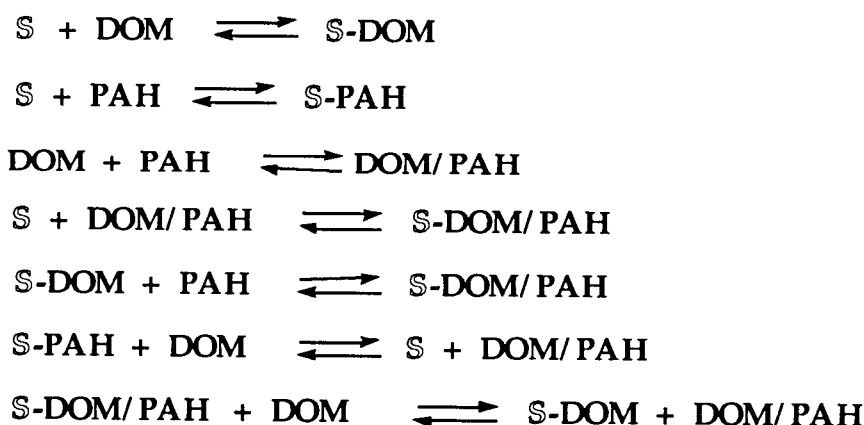 𝕊 + DOM ⇌ 𝕊-DOM
𝕊 + PAH ⇌ 𝕊-PAH
DOM + PAH ⇌ DOM/PAH
𝕊 + DOM/PAH ⇌ 𝕊-DOM/PAH
𝕊-DOM + PAH ⇌ 𝕊-DOM/PAH
𝕊-PAH + DOM ⇌ 𝕊 + DOM/PAH
𝕊-DOM/PAH + DOM ⇌ 𝕊-DOM + DOM/PAH